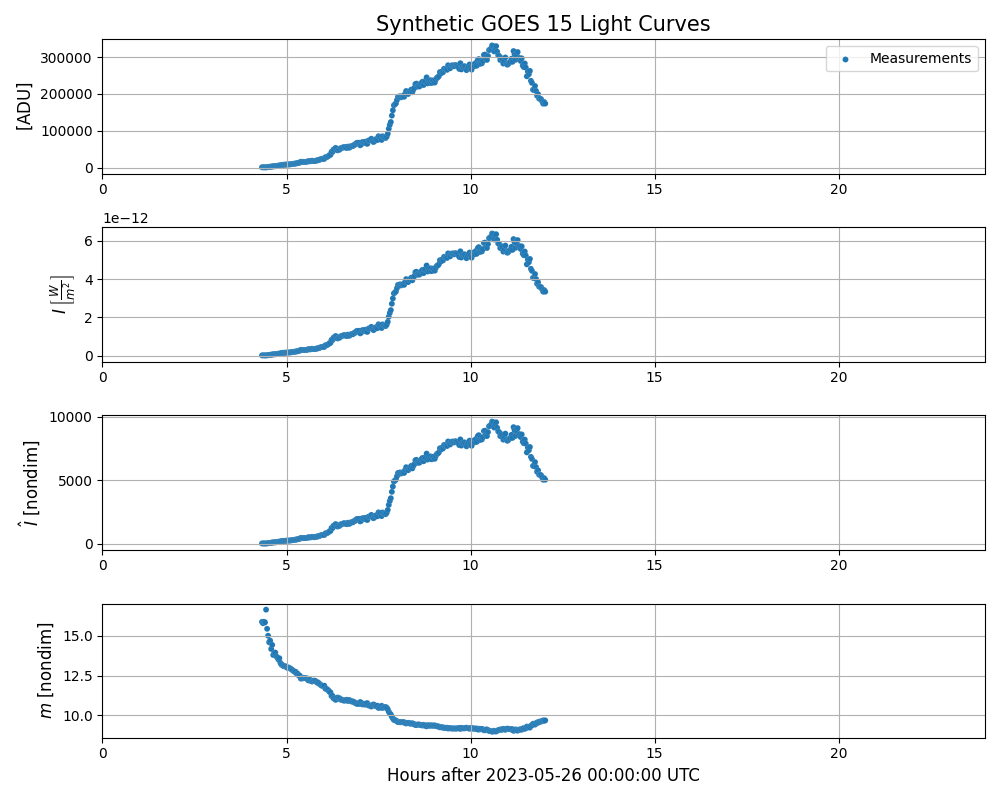 Synthetic GOES 15 Light Curves
[ADU]
300000
200000
100000
0
Measurements
0 5 10 15 20
1e−12
I [W/m²]
6
4
2
0
0 5 10 15 20
Î [nondim]
10000
5000
0
0 5 10 15 20
m [nondim]
15.0
12.5
10.0
0 5 10 15 20
Hours after 2023-05-26 00:00:00 UTC